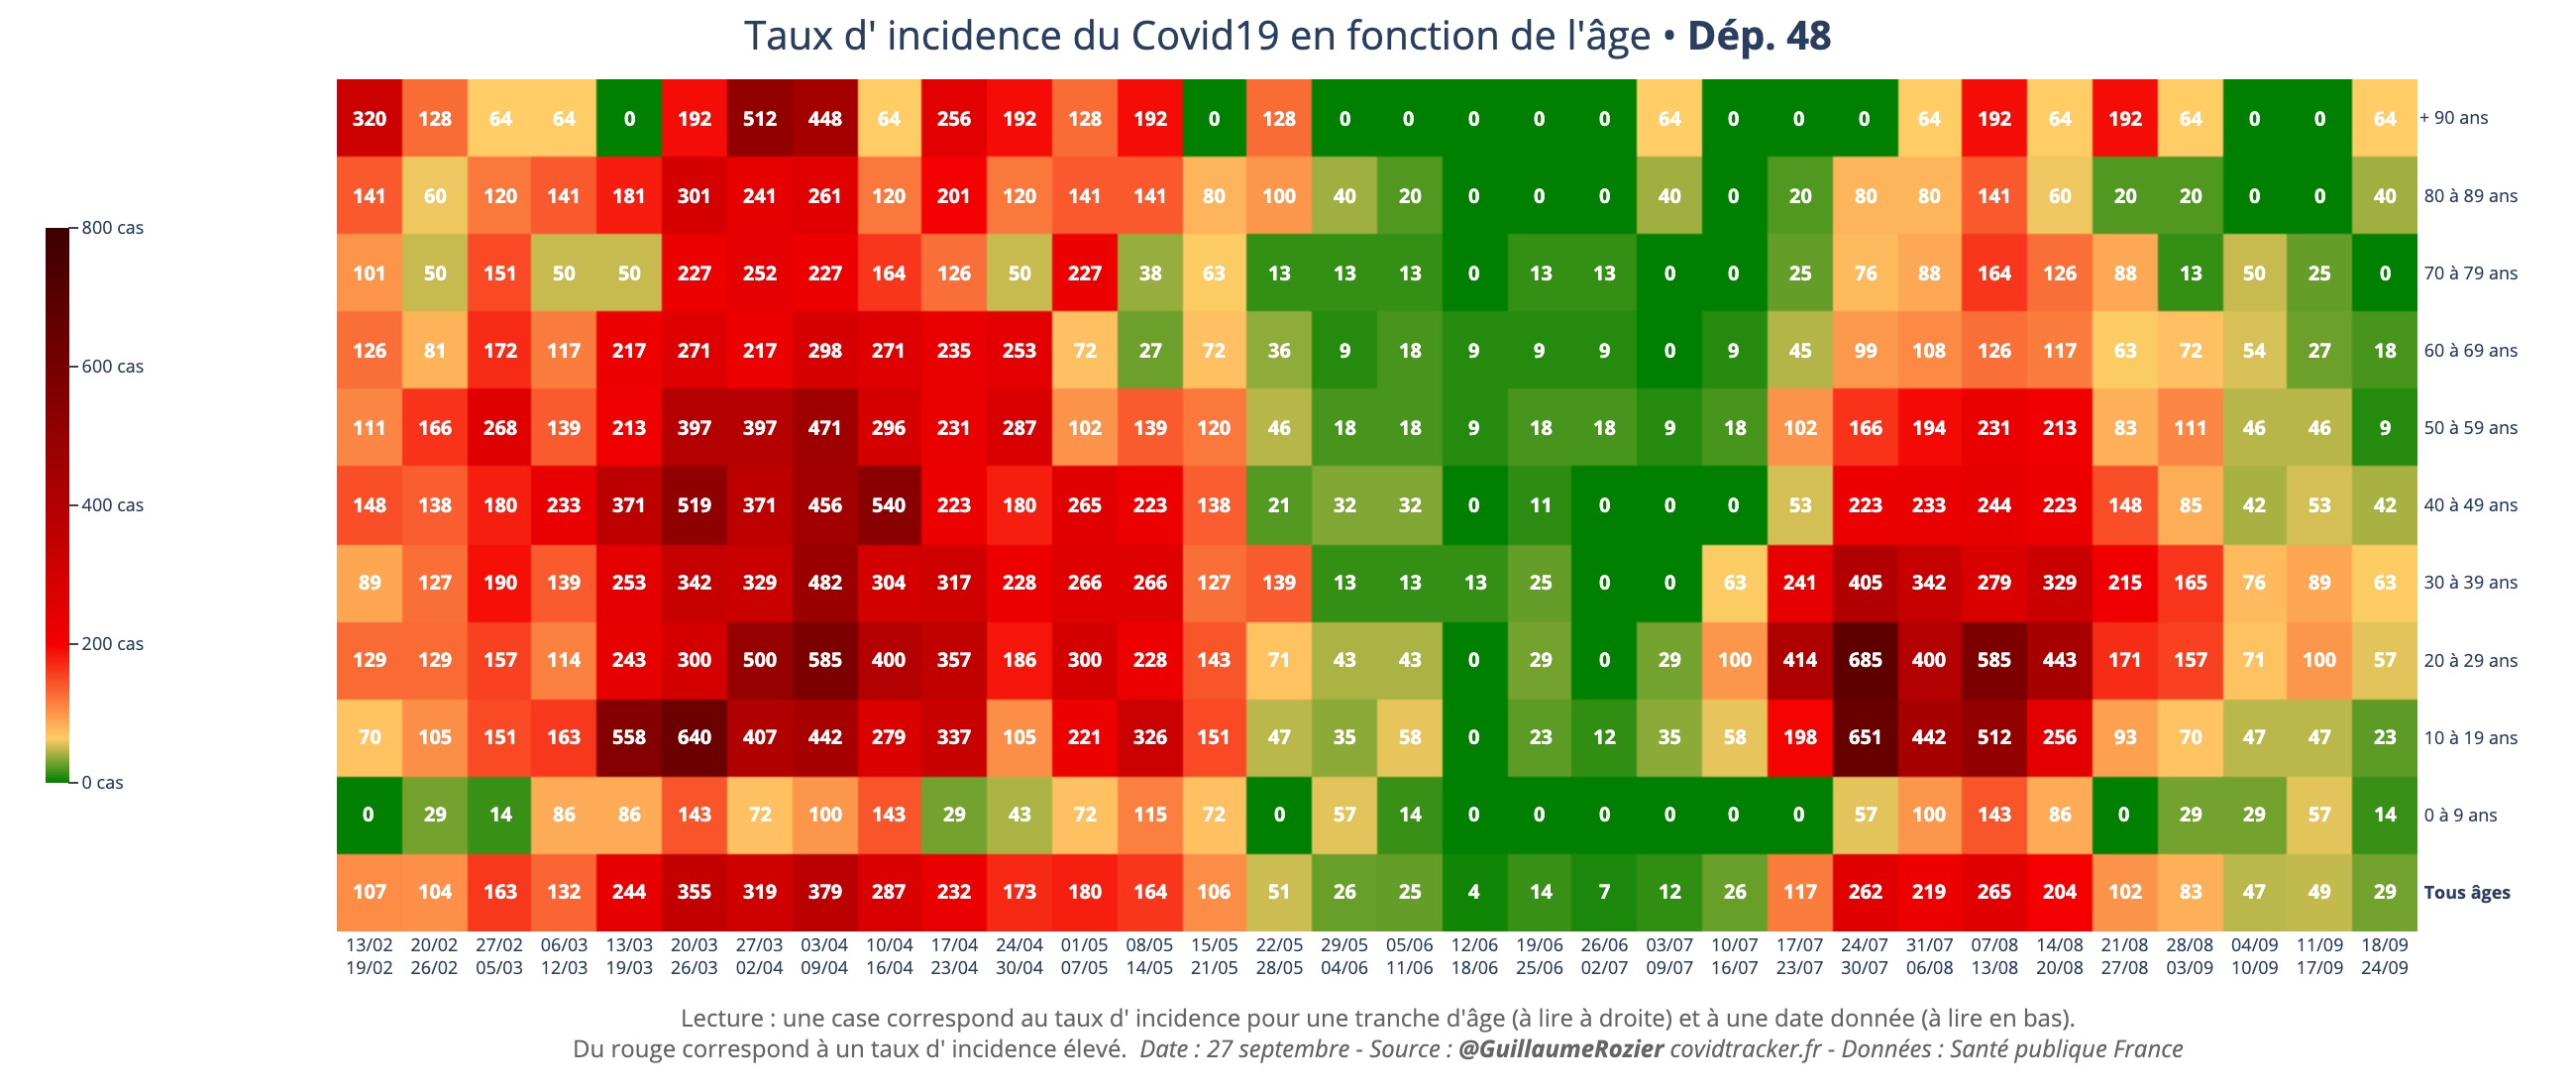 Taux d' incidence du Covid19 en fonction de l'âge • Dép. 48
800 cas
600 cas
400 cas
200 cas
0 cas
320 128 64 64 0 192 512 448 64 256 192 128 192 0 128 0 0 0 0 0 64 0 0 0 64 192 64 192 64 0 0 64 + 90 ans
141 60 120 141 181 301 241 261 120 201 120 141 141 80 100 40 20 0 0 0 40 0 20 80 80 141 60 20 20 0 0 40 80 à 89 ans
101 50 151 50 50 227 252 227 164 126 50 227 38 63 13 13 13 0 13 13 0 0 25 76 88 164 126 88 13 50 25 0 70 à 79 ans
126 81 172 117 217 271 217 298 271 235 253 72 27 72 36 9 18 9 9 9 0 9 45 99 108 126 117 63 72 54 27 18 60 à 69 ans
111 166 268 139 213 397 397 471 296 231 287 102 139 120 46 18 18 9 18 18 9 18 102 166 194 231 213 83 111 46 46 9 50 à 59 ans
148 138 180 233 371 519 371 456 540 223 180 265 223 138 21 32 32 0 11 0 0 0 53 223 233 244 223 148 85 42 53 42 40 à 49 ans
89 127 190 139 253 342 329 482 304 317 228 266 266 127 139 13 13 13 25 0 0 63 241 405 342 279 329 215 165 76 89 63 30 à 39 ans
129 129 157 114 243 300 500 585 400 357 186 300 228 143 71 43 43 0 29 0 29 100 414 685 400 585 443 171 157 71 100 57 20 à 29 ans
70 105 151 163 558 640 407 442 279 337 105 221 326 151 47 35 58 0 23 12 35 58 198 651 442 512 256 93 70 47 47 23 10 à 19 ans
0 29 14 86 86 143 72 100 143 29 43 72 115 72 0 57 14 0 0 0 0 0 0 57 100 143 86 0 29 29 57 14 0 à 9 ans
107 104 163 132 244 355 319 379 287 232 173 180 164 106 51 26 25 4 14 7 12 26 117 262 219 265 204 102 83 47 49 29 Tous âges
13/02 20/02 27/02 06/03 13/03 20/03 27/03 03/04 10/04 17/04 24/04 01/05 08/05 15/05 22/05 29/05 05/06 12/06 19/06 26/06 03/07 10/07 17/07 24/07 31/07 07/08 14/08 21/08 28/08 04/09 11/09 18/09
19/02 26/02 05/03 12/03 19/03 26/03 02/04 09/04 16/04 23/04 30/04 07/05 14/05 21/05 28/05 04/06 11/06 18/06 25/06 02/07 09/07 16/07 23/07 30/07 06/08 13/08 20/08 27/08 03/09 10/09 17/09 24/09
Lecture : une case correspond au taux d' incidence pour une tranche d'âge (à lire à droite) et à une date donnée (à lire en bas).
Du rouge correspond à un taux d' incidence élevé. Date : 27 septembre - Source : @GuillaumeRozier covidtracker.fr - Données : Santé publique France